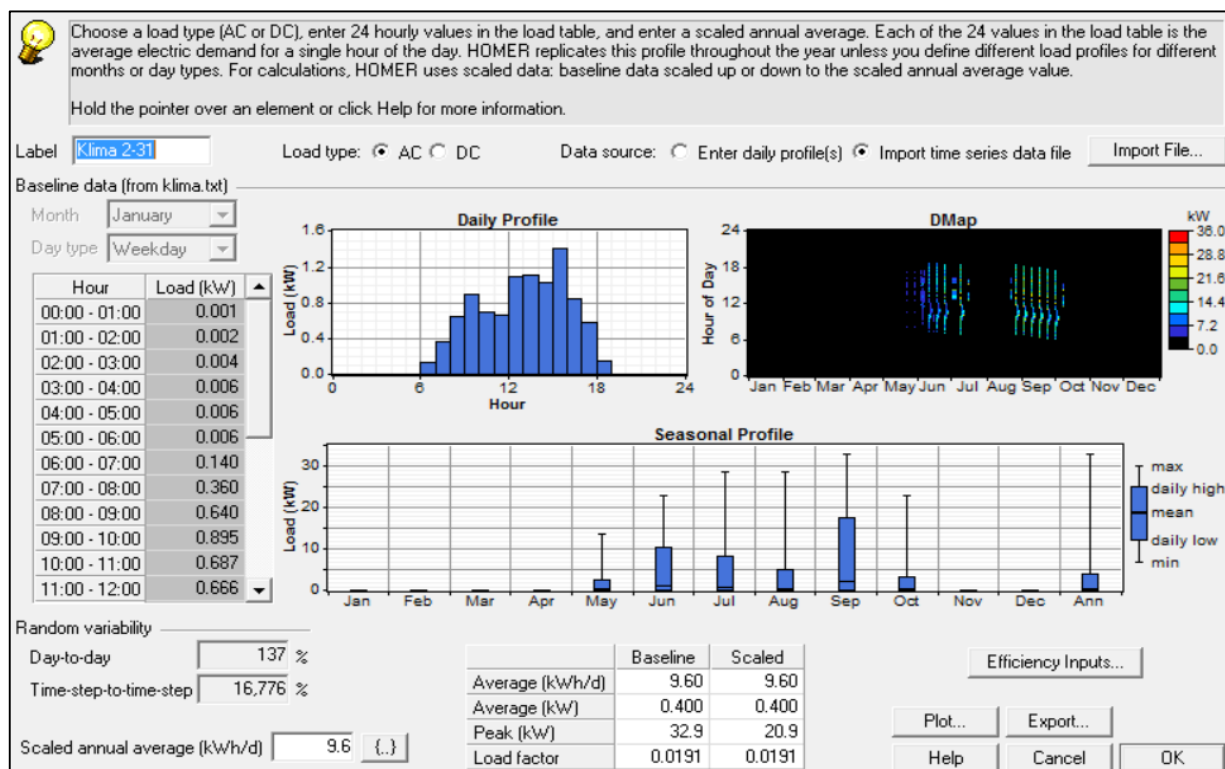 Choose a load type (AC or DC), enter 24 hourly values in the load table, and enter a scaled annual average. Each of the 24 values in the load table is the
average electric demand for a single hour of the day. HOMER replicates this profile throughout the year unless you define different load profiles for different
months or day types. For calculations, HOMER uses scaled data: baseline data scaled up or down to the scaled annual average value.
Hold the pointer over an element or click Help for more information.
Label Klima 2-31 Load type: AC DC Data source: Enter daily profile(s) Import time series data file Import File...
Baseline data (from klima.txt)
Month January
Day type Weekday
Hour Load (kW)
00:00 - 01:00 0.001
01:00 - 02:00 0.002
02:00 - 03:00 0.004
03:00 - 04:00 0.006
04:00 - 05:00 0.006
05:00 - 06:00 0.006
06:00 - 07:00 0.140
07:00 - 08:00 0.360
08:00 - 09:00 0.640
09:00 - 10:00 0.895
10:00 - 11:00 0.687
11:00 - 12:00 0.666
Daily Profile
Load (kW)
1.6
1.2
0.8
0.4
0.0
0 6 12 18 24
Hour
DMap
Hour of Day
24
18
12
6
0
Jan Feb Mar Apr May Jun Jul Aug Sep Oct Nov Dec
kW
36.0
28.8
21.6
14.4
7.2
0.0
Seasonal Profile
Load (kW)
30
20
10
0
Jan Feb Mar Apr May Jun Jul Aug Sep Oct Nov Dec Ann
max
daily high
mean
daily low
min
Random variability
Day-to-day 137 %
Time-step-to-time-step 16,776 %
Scaled annual average (kWh/d) 9.6 {..}
Baseline Scaled
Average (kWh/d) 9.60 9.60
Average (kW) 0.400 0.400
Peak (kW) 32.9 20.9
Load factor 0.0191 0.0191
Efficiency Inputs...
Plot... Export...
Help Cancel OK